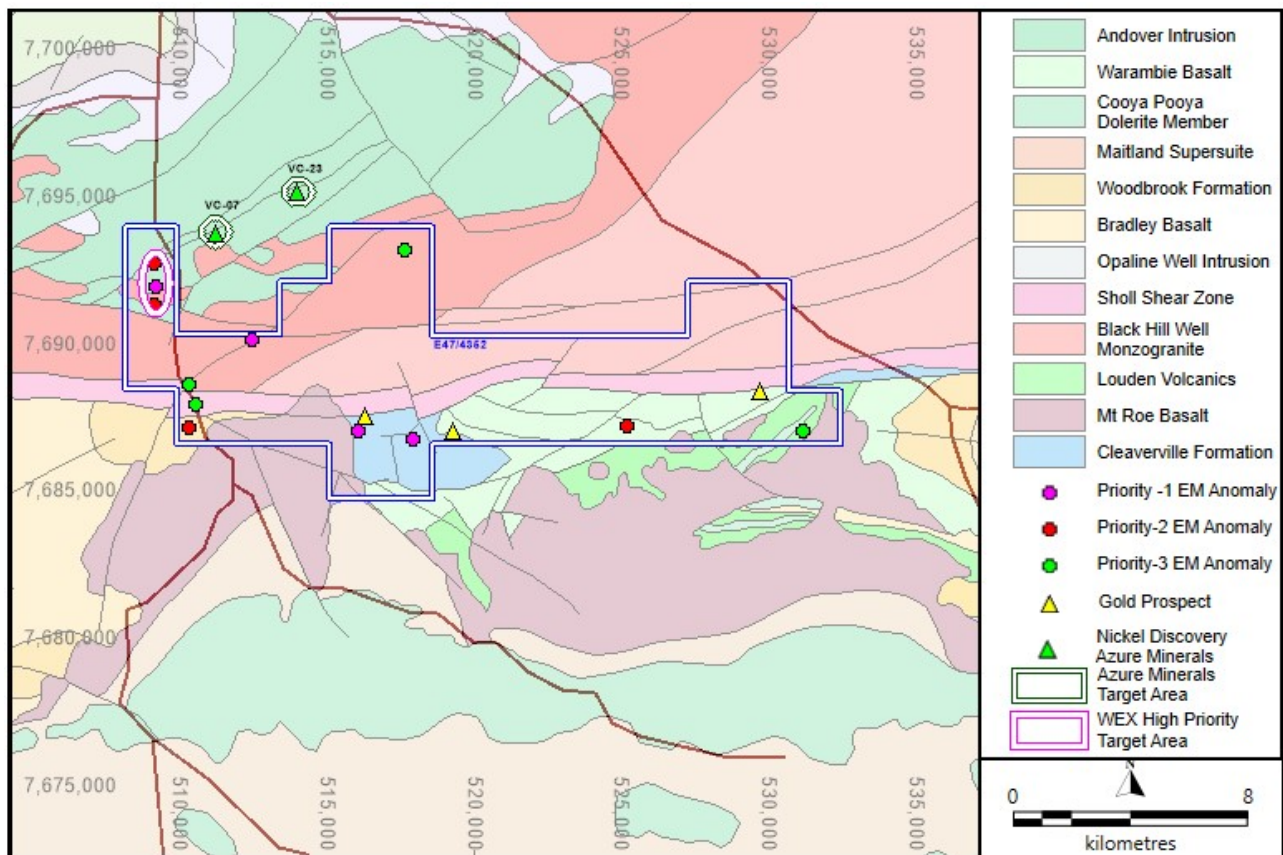 7,700,000
510,000
515,000
520,000
525,000
530,000
535,000
7,695,000
VC-23
VC-07
7,690,000
E47/4352
7,685,000
7,680,000
7,675,000
510,000
515,000
520,000
525,000
530,000
535,000
Andover Intrusion
Warambie Basalt
Cooya Pooya
Dolerite Member
Maitland Supersuite
Woodbrook Formation
Bradley Basalt
Opaline Well Intrusion
Sholl Shear Zone
Black Hill Well
Monzogranite
Louden Volcanics
Mt Roe Basalt
Cleaverville Formation
Priority -1 EM Anomaly
Priority-2 EM Anomaly
Priority-3 EM Anomaly
Gold Prospect
Nickel Discovery
Azure Minerals
Azure Minerals
Target Area
WEX High Priority
Target Area
N
0 8
kilometres